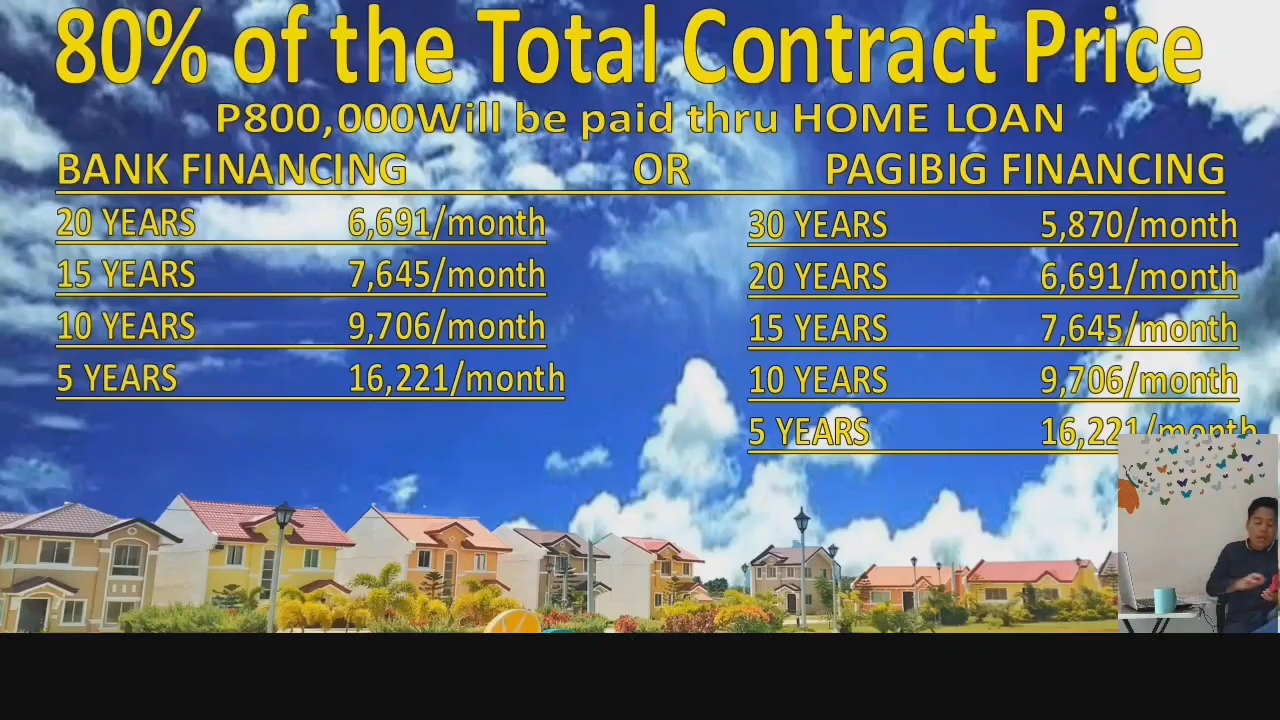 80% of the Total Contract Price
P800,000Will be paid thru HOME LOAN
BANK FINANCING OR PAGIBIG FINANCING
20 YEARS 6,691/month
15 YEARS 7,645/month
10 YEARS 9,706/month
5 YEARS 16,221/month
30 YEARS 5,870/month
20 YEARS 6,691/month
15 YEARS 7,645/month
10 YEARS 9,706/month
5 YEARS 16,221/month